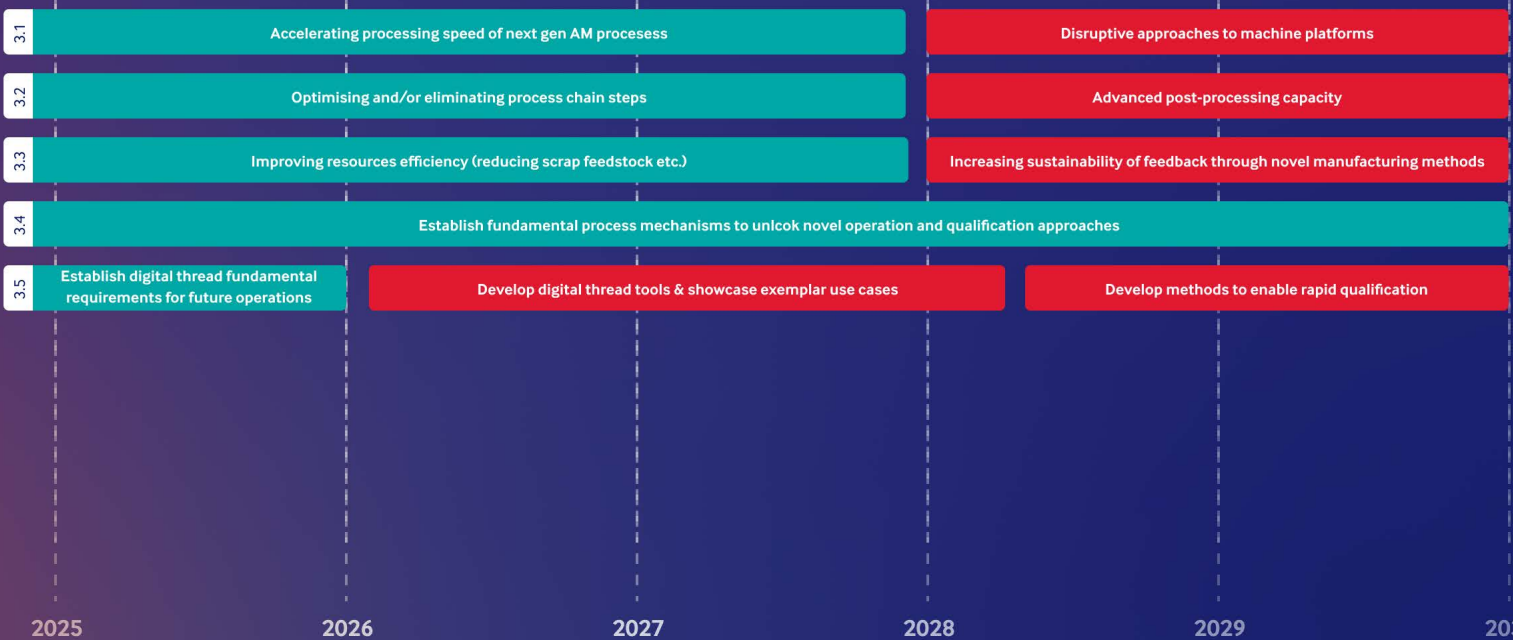 3.1
Accelerating processing speed of next gen AM procesess
Disruptive approaches to machine platforms
3.2
Optimising and/or eliminating process chain steps
Advanced post-processing capacity
3.3
Improving resources efficiency (reducing scrap feedstock etc.)
Increasing sustainability of feedback through novel manufacturing methods
3.4
Establish fundamental process mechanisms to unlcok novel operation and qualification approaches
3.5
Establish digital thread fundamental
requirements for future operations
Develop digital thread tools & showcase exemplar use cases
Develop methods to enable rapid qualification
2025
2026
2027
2028
2029